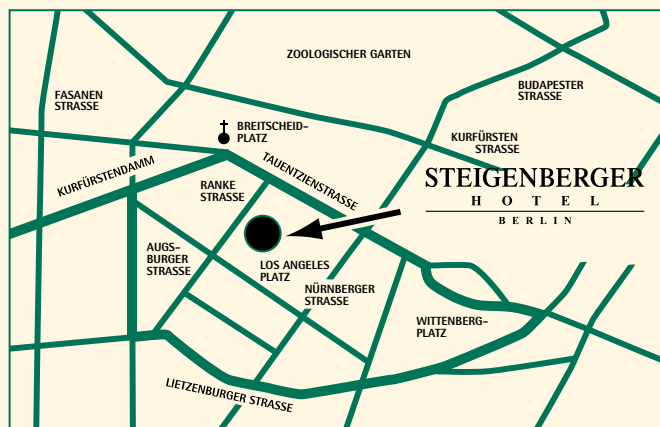 ZOOLOGISCHER GARTEN
FASANEN
STRASSE
BUDAPESTER
STRASSE
BREITSCHEID-
PLATZ
KURFÜRSTEN
STRASSE
KURFÜRSTENDAMM
TAUENTZIENSTRASSE
RANKE
STRASSE
STEIGENBERGER
HOTEL
BERLIN
AUGS-
BURGER
STRASSE
LOS ANGELES
PLATZ
NÜRNBERGER
STRASSE
WITTENBERG-
PLATZ
LIETZENBURGER STRASSE